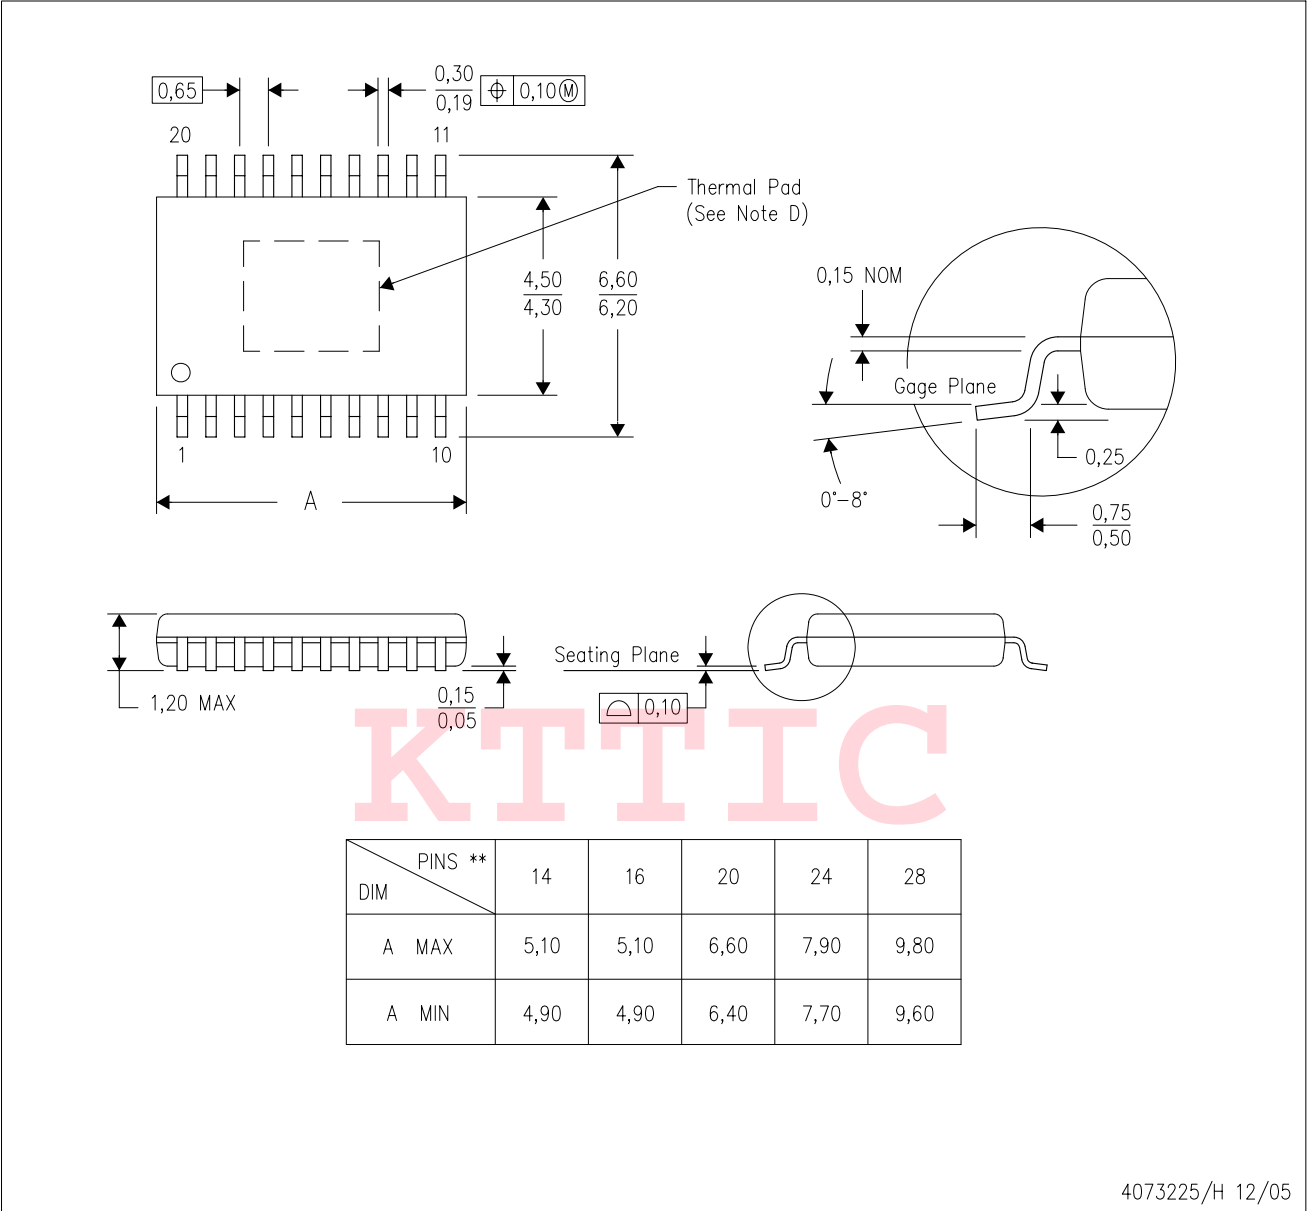 0,65
0,30
0,19
0,10 Ⓜ
20
11
Thermal Pad
(See Note D)
4,50
4,30
6,60
6,20
0,15 NOM
Gage Plane
0,25
0°–8°
0,75
0,50
1
10
A
1,20 MAX
0,15
0,05
Seating Plane
0,10
KTTIC
PINS ** 14 16 20 24 28
DIM
A MAX 5,10 5,10 6,60 7,90 9,80
A MIN 4,90 4,90 6,40 7,70 9,60
4073225/H 12/05